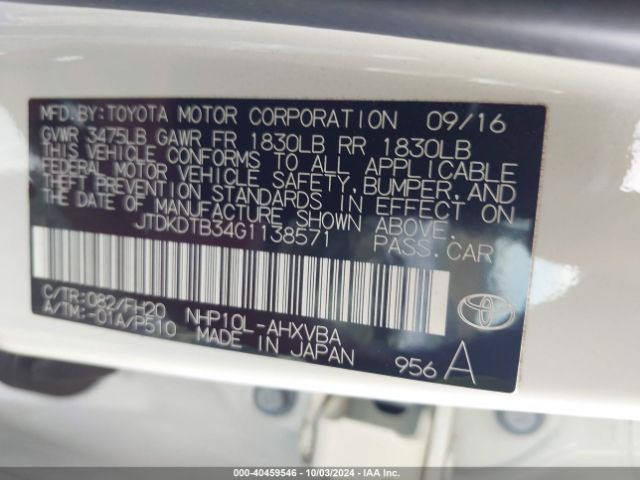 MFD.BY:TOYOTA MOTOR CORPORATION 09/16
GVWR 3475LB GAWR FR 1830LB RR 1830LB
THIS VEHICLE CONFORMS TO ALL APPLICABLE
FEDERAL MOTOR VEHICLE SAFETY,BUMPER,AND
THEFT PREVENTION STANDARDS IN EFFECT ON
THE DATE OF MANUFACTURE SHOWN ABOVE.
JTDKDTB34G1138571 PASS.CAR
C/TR:082/FH20 NHP10L-AHXVBA
A/TM:-01A/P510 MADE IN JAPAN
956 A
000-40459546 - 10/03/2024 - IAA Inc.